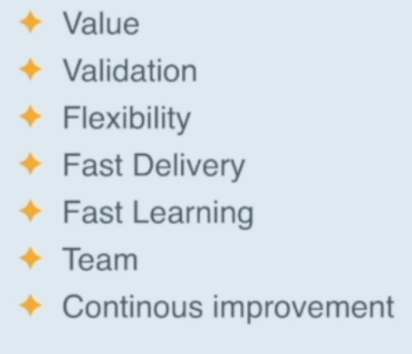 Value
Validation
Flexibility
Fast Delivery
Fast Learning
Team
Continous improvement